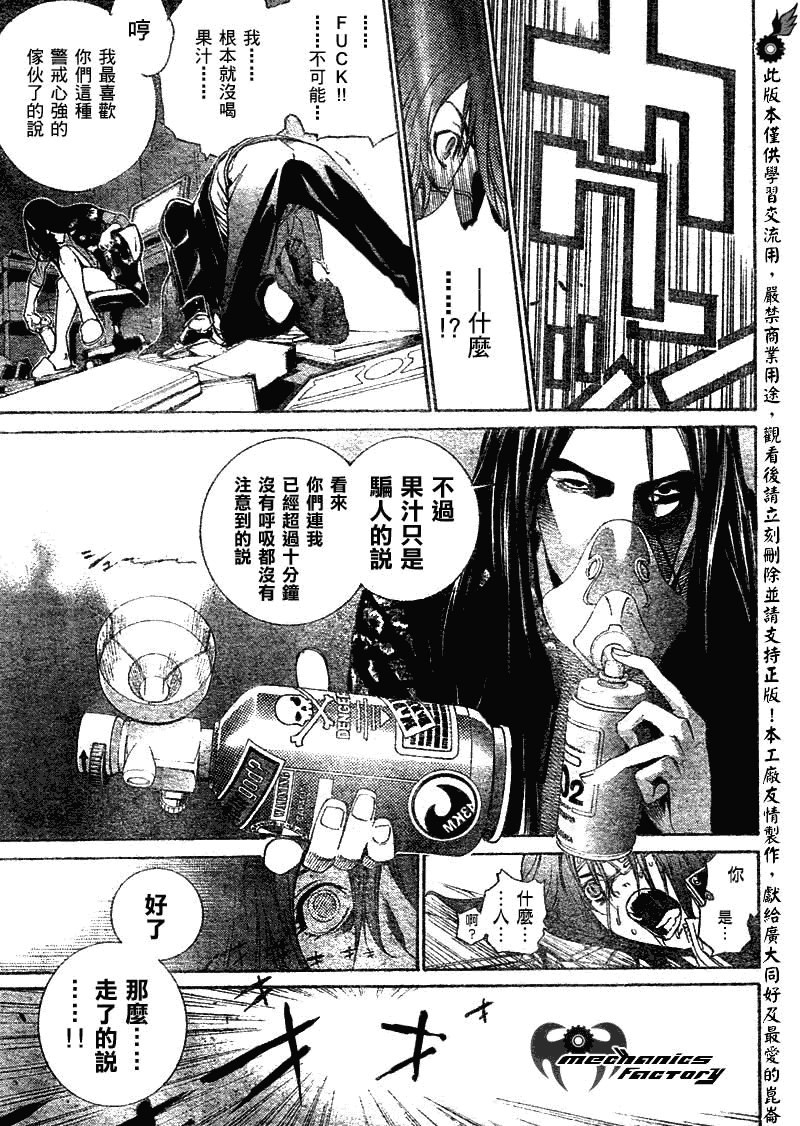 ——什麼
……!?
……
FUCK!!
不可能…
……
我……
根本就沒喝
果汁……
哼
我最喜歡
你們這種
警戒心強的
傢伙了的說
不過
果汁只是
騙人的說
看來
你們連我
已經超過十分鐘
沒有呼吸都沒有
注意到的說
DENGER
O2
43KW
你
是…
什麼…
…人…
啊?
好了
那麼……
走了的說
……!!
mechanics
Factory
此版本僅供學習交流用，嚴禁商業用途，觀看後請立刻刪除並請支持正版！本工廠友情製作，獻給廣大同好及最愛的崑崙